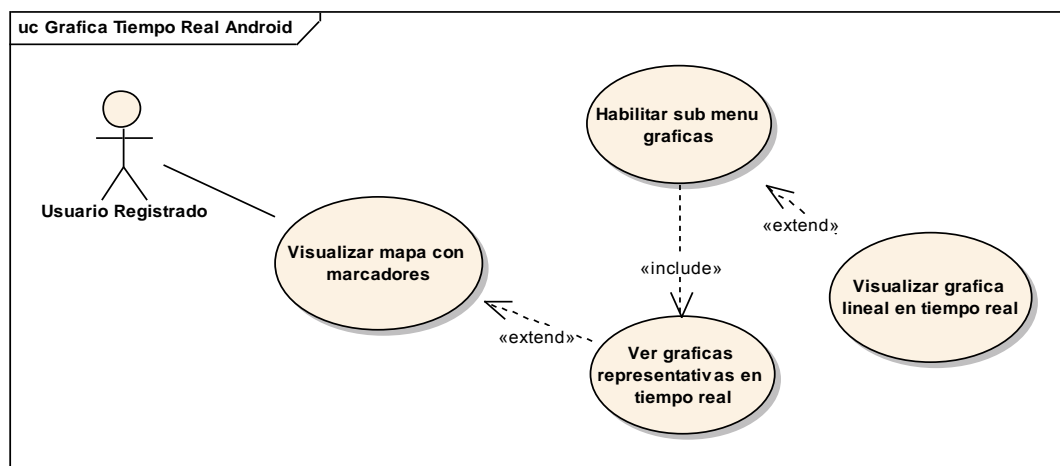 uc Grafica Tiempo Real Android
Usuario Registrado
Visualizar mapa con
marcadores
Habilitar sub menu
graficas
«extend»
«include»
Visualizar grafica
lineal en tiempo real
«extend»
Ver graficas
representativas en
tiempo real